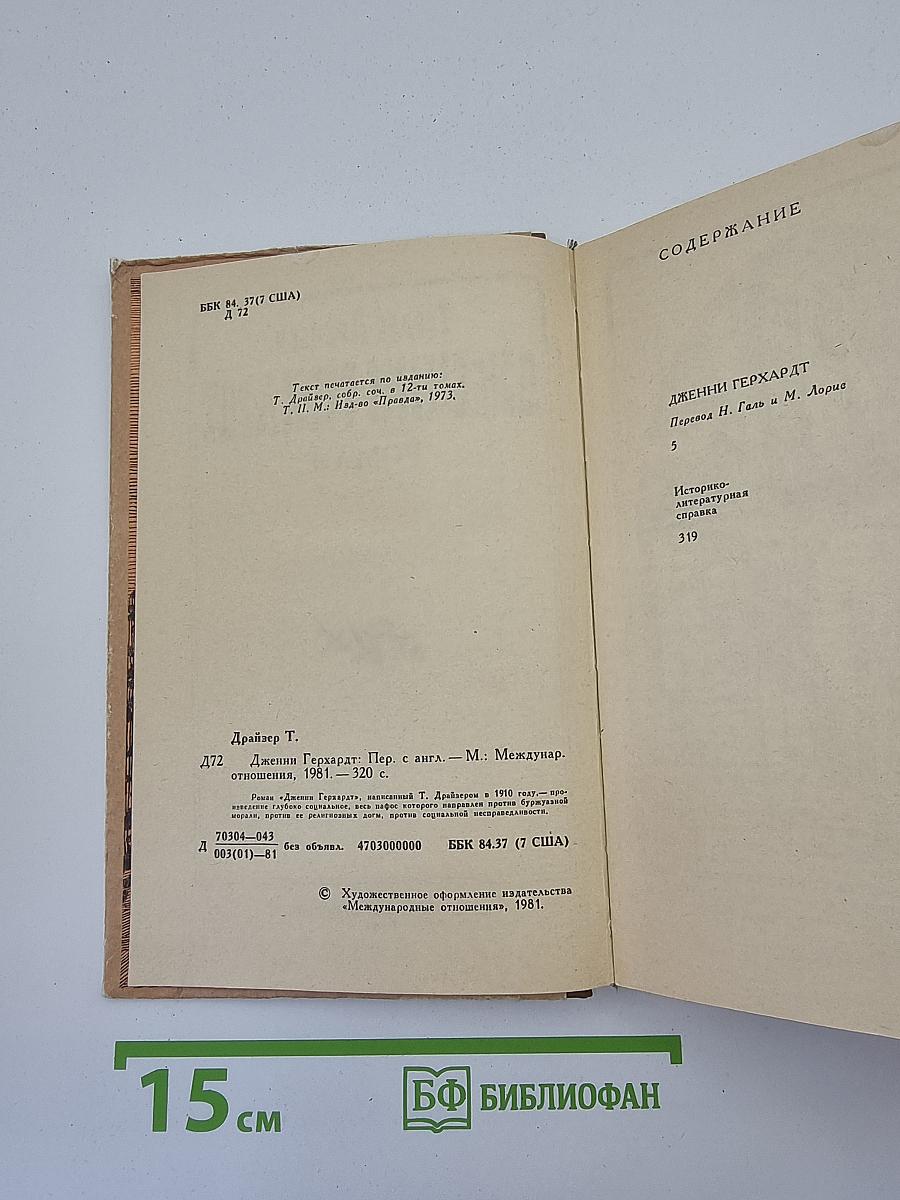 ББК 84. 37(7 США)
Д 72
Текст печатается по изданию:
Т. Драйзер, собр. соч. в 12-ти томах.
Т. II. М.: Изд-во «Правда», 1973.
Драйзер Т.
Д72 Дженни Герхардт: Пер. с англ. — М.: Междунар.
отношения, 1981. — 320 с.
Роман «Дженни Герхардт», написанный Т. Драйзером в 1910 году,— про-
изведение глубоко социальное, весь пафос которого направлен против буржуазной
морали, против ее религиозных догм, против социальной несправедливости.
Д 70304—043
003(01)—81 без объявл. 4703000000 ББК 84.37 (7 США)
© Художественное оформление издательства
«Международные отношения», 1981.
СОДЕРЖАНИЕ
ДЖЕННИ ГЕРХАРДТ
Перевод Н. Галь и М. Лорие
5
Историко-
литературная
справка
319
15 см
БФ БИБЛИОФАН